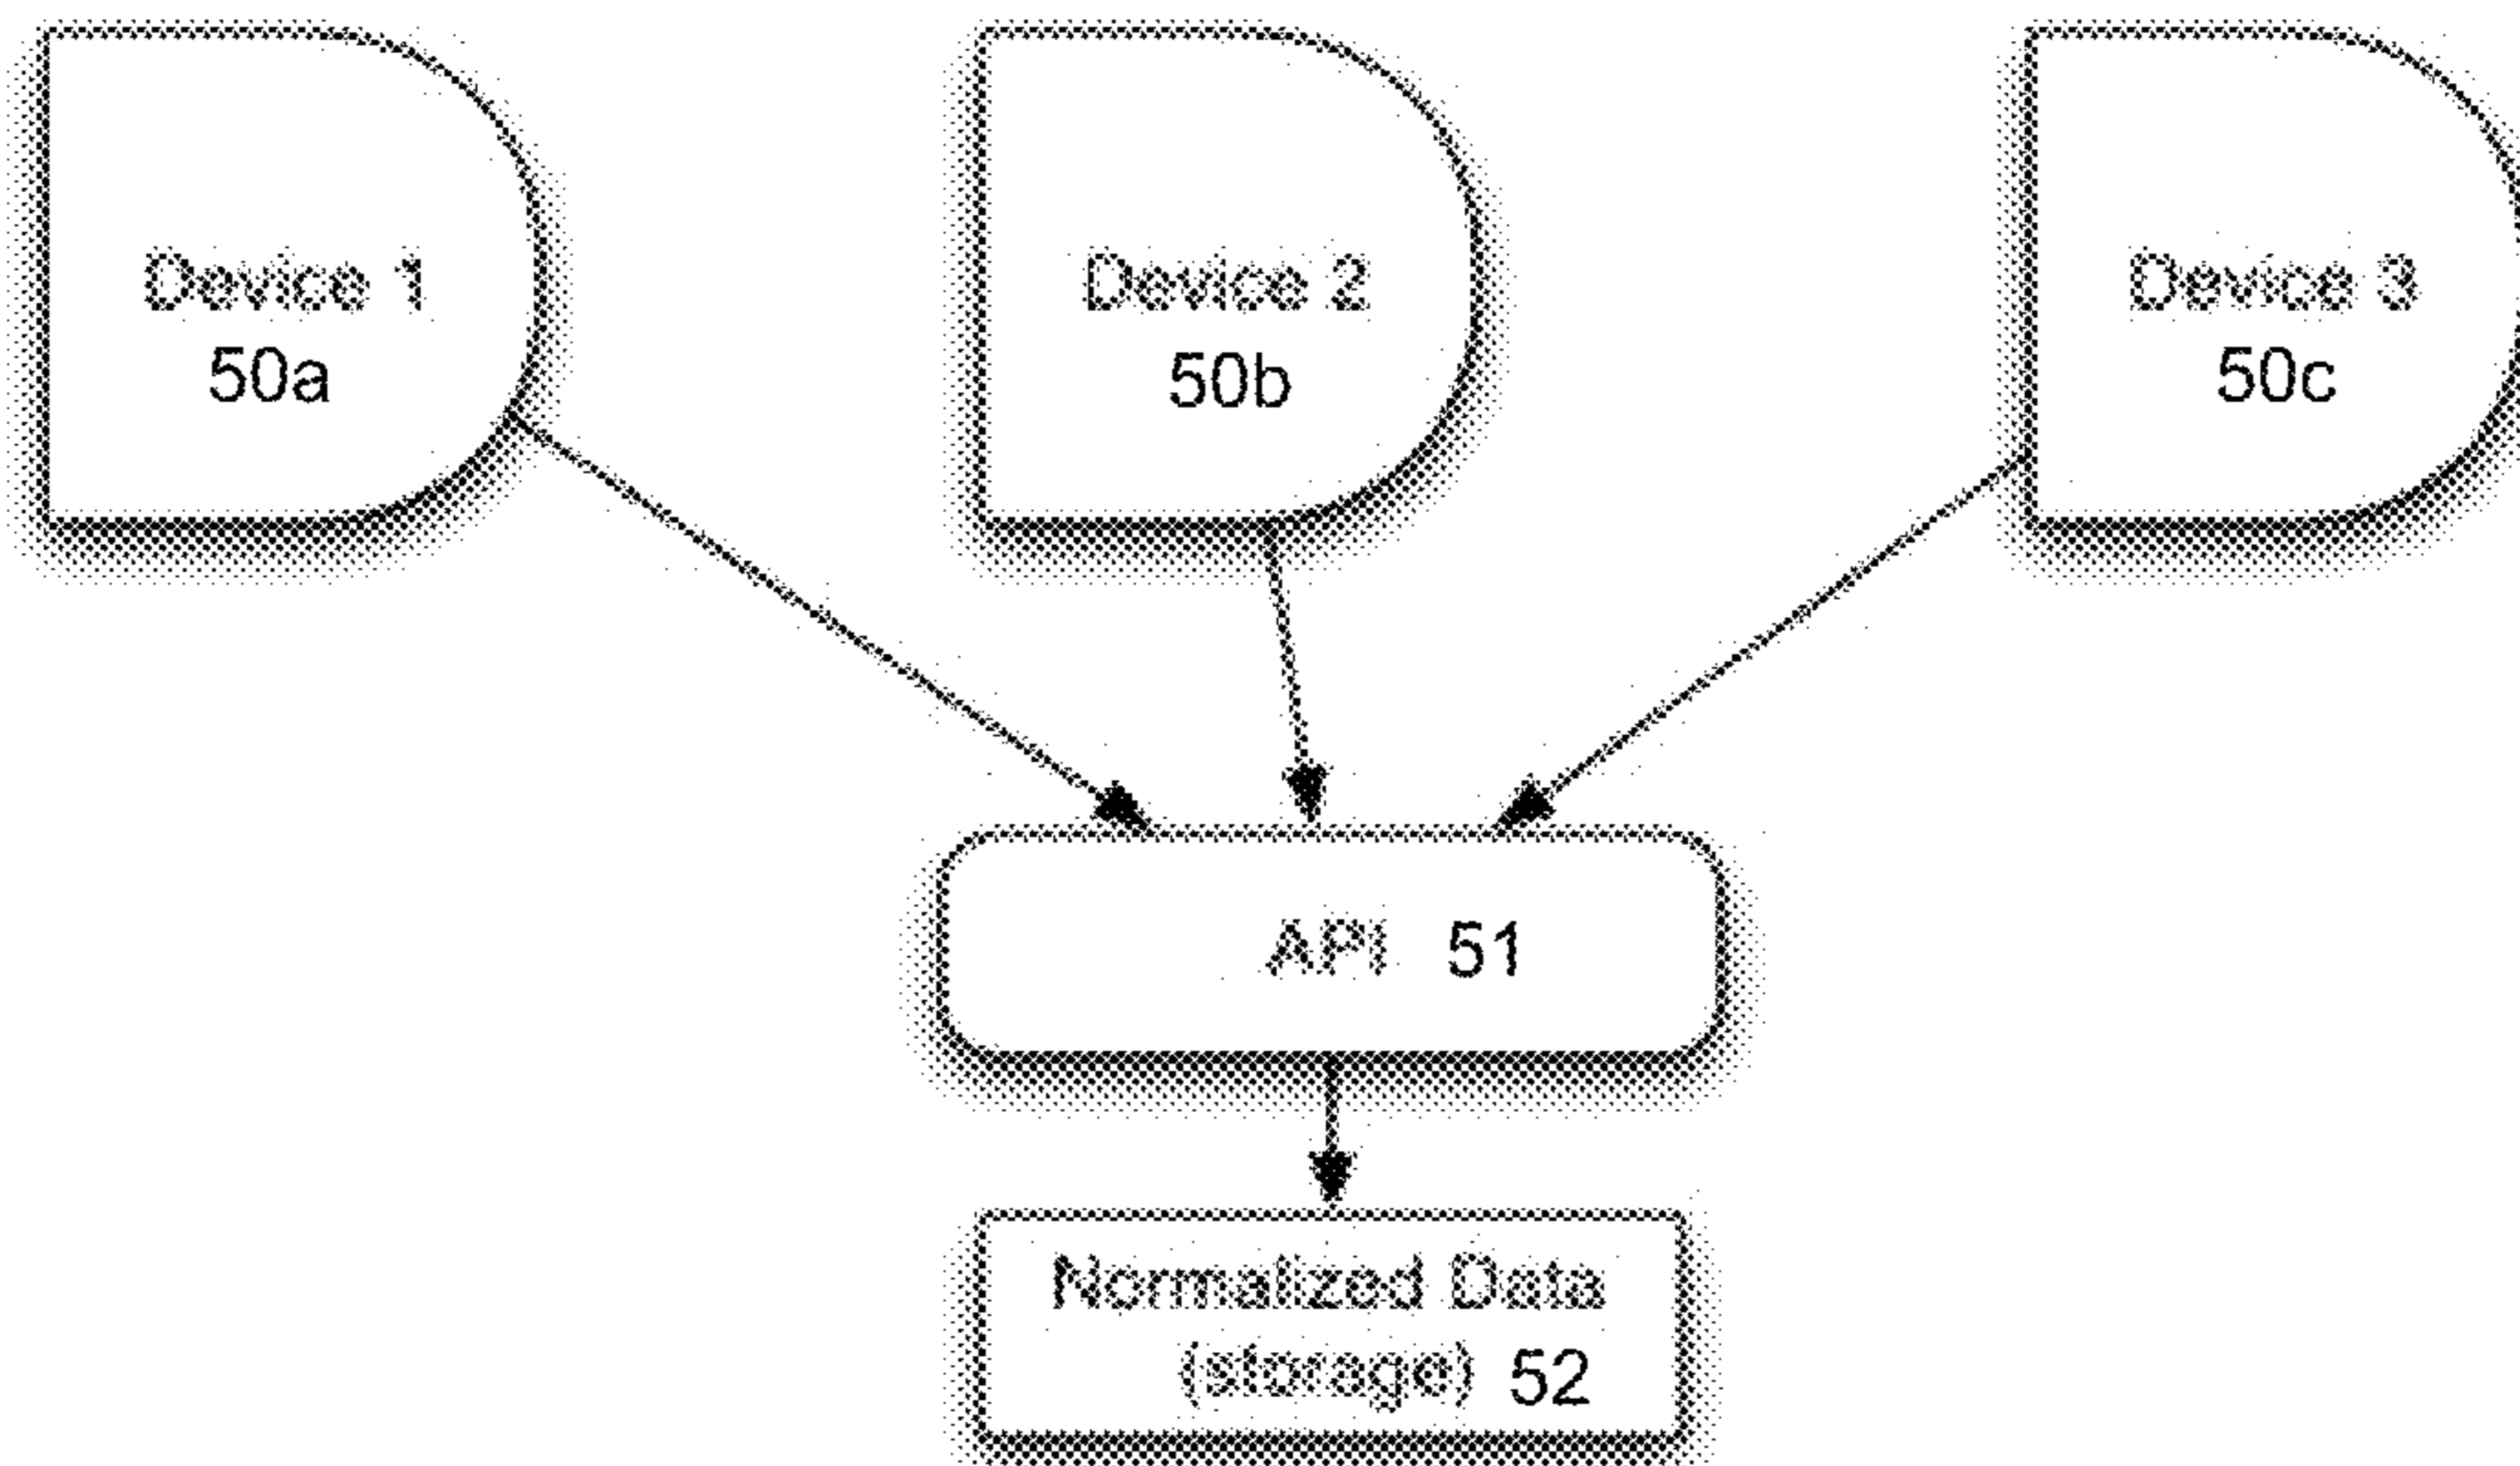 Device 1
50a
Device 2
50b
Device 3
50c
API 51
Normalized Data
(storage) 52